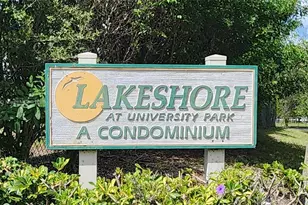 LAKESHORE
AT UNIVERSITY PARK
A CONDOMINIUM